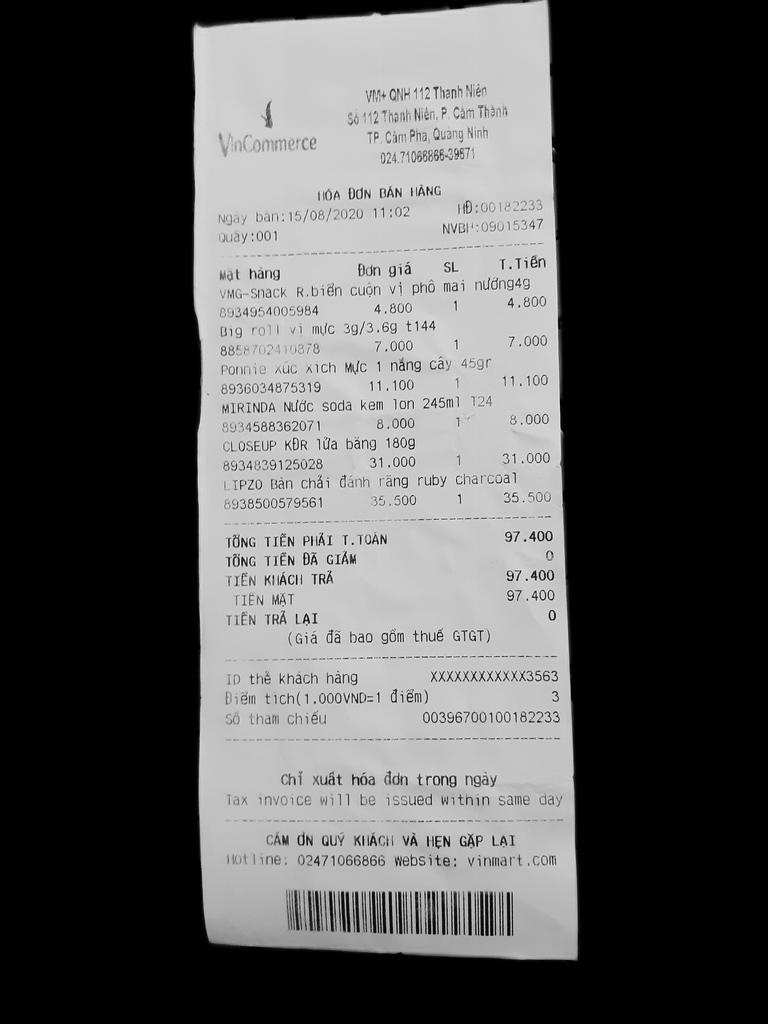 VinCommerce
VM+ QNH 112 Thanh Niên
Số 112 Thanh Niên, P. Cẩm Thành
TP. Cẩm Phả, Quảng Ninh
024.71066866-39671
HÓA ĐƠN BÁN HÀNG
Ngày bán:15/08/2020 11:02 HĐ:00182233
Quầy:001 NVBH:09015347
Mặt hàng Đơn giá SL T.Tiền
VMG-Snack R.biển cuộn vị phô mai nướng4g
8934954005984 4.800 1 4.800
Big roll vị mực 3g/3.6g t144
8858702410878 7.000 1 7.000
Ponnie xúc xích Mực 1 nắng cây 45gr
8936034875319 11.100 1 11.100
MIRINDA Nước soda kem lon 245ml T24
8934588362071 8.000 1 8.000
CLOSEUP KĐR lửa băng 180g
8934839125028 31.000 1 31.000
LIPZO Bàn chải đánh răng ruby charcoal
8938500579561 35.500 1 35.500
TỔNG TIỀN PHẢI T.TOÁN 97.400
TỔNG TIỀN ĐÃ GIẢM 0
TIỀN KHÁCH TRẢ 97.400
TIỀN MẶT 97.400
TIỀN TRẢ LẠI 0
(Giá đã bao gồm thuế GTGT)
ID thẻ khách hàng XXXXXXXXXXXX3563
Điểm tích(1.000VND=1 điểm) 3
Số tham chiếu 00396700100182233
Chỉ xuất hóa đơn trong ngày
Tax invoice will be issued within same day
CẢM ƠN QUÝ KHÁCH VÀ HẸN GẶP LẠI
Hotline: 02471066866 Website: vinmart.com